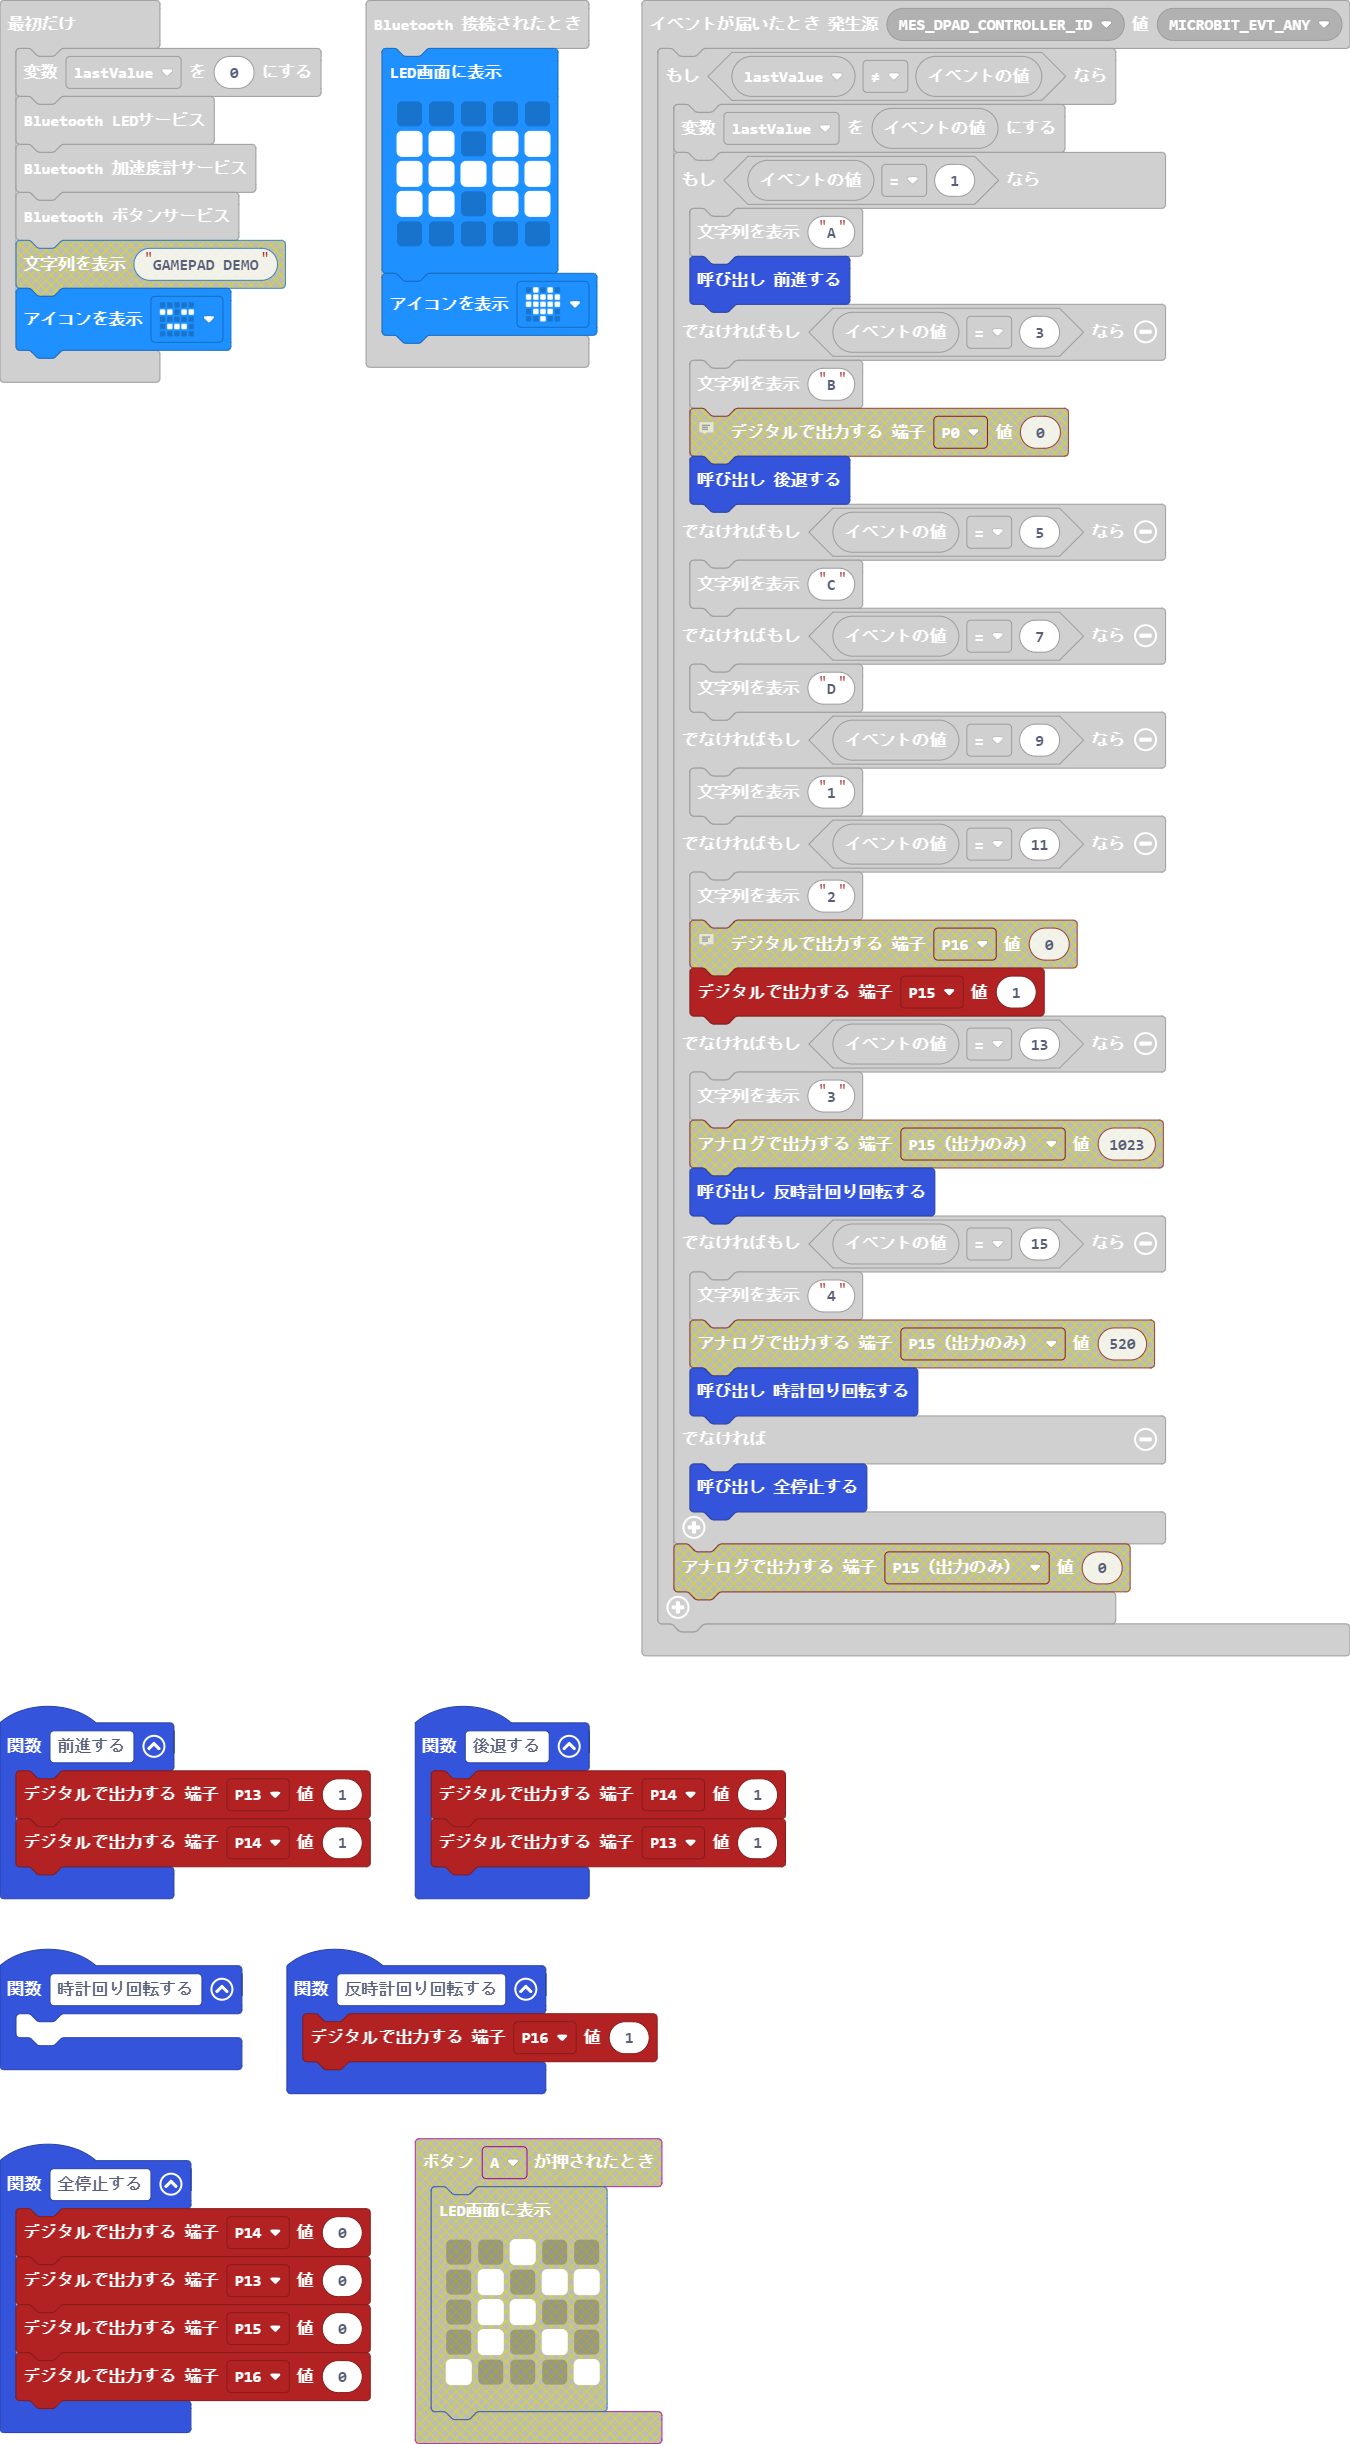 最初だけ
変数 lastValue を 0 にする
Bluetooth LEDサービス
Bluetooth 加速度計サービス
Bluetooth ボタンサービス
文字列を表示 "GAMEPAD DEMO"
アイコンを表示
Bluetooth 接続されたとき
LED画面に表示
アイコンを表示
イベントが届いたとき 発生源 MES_DPAD_CONTROLLER_ID 値 MICROBIT_EVT_ANY
もし lastValue ≠ イベントの値 なら
変数 lastValue を イベントの値 にする
もし イベントの値 = 1 なら
文字列を表示 "A"
呼び出し 前進する
でなければもし イベントの値 = 3 なら
文字列を表示 "B"
デジタルで出力する 端子 P0 値 0
呼び出し 後退する
でなければもし イベントの値 = 5 なら
文字列を表示 "C"
でなければもし イベントの値 = 7 なら
文字列を表示 "D"
でなければもし イベントの値 = 9 なら
文字列を表示 "1"
でなければもし イベントの値 = 11 なら
文字列を表示 "2"
デジタルで出力する 端子 P16 値 0
デジタルで出力する 端子 P15 値 1
でなければもし イベントの値 = 13 なら
文字列を表示 "3"
アナログで出力する 端子 P15（出力のみ） 値 1023
呼び出し 反時計回り回転する
でなければもし イベントの値 = 15 なら
文字列を表示 "4"
アナログで出力する 端子 P15（出力のみ） 値 520
呼び出し 時計回り回転する
でなければ
呼び出し 全停止する
アナログで出力する 端子 P15（出力のみ） 値 0
関数 前進する
デジタルで出力する 端子 P13 値 1
デジタルで出力する 端子 P14 値 1
関数 後退する
デジタルで出力する 端子 P14 値 1
デジタルで出力する 端子 P13 値 1
関数 時計回り回転する
関数 反時計回り回転する
デジタルで出力する 端子 P16 値 1
関数 全停止する
デジタルで出力する 端子 P14 値 0
デジタルで出力する 端子 P13 値 0
デジタルで出力する 端子 P15 値 0
デジタルで出力する 端子 P16 値 0
ボタン A が押されたとき
LED画面に表示